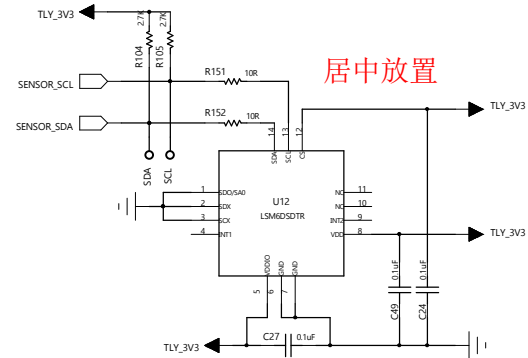 TLY_3V3
2.7K
2.7K
R104
R105
居中放置
SENSOR_SCL
R151
10R
SENSOR_SDA
R152
10R
TLY_3V3
14
13
12
SDA
SCL
SDA
SCL
CS
1
SDO/SA0
2
SDX
3
SCX
4
INT1
U12
LSM6DSDTR
NC
11
NC
10
INT2
9
VDD
8
TLY_3V3
VDDIO
GND
GND
5
6
7
0.1uF
0.1uF
C49
C24
TLY_3V3
C27
0.1uF